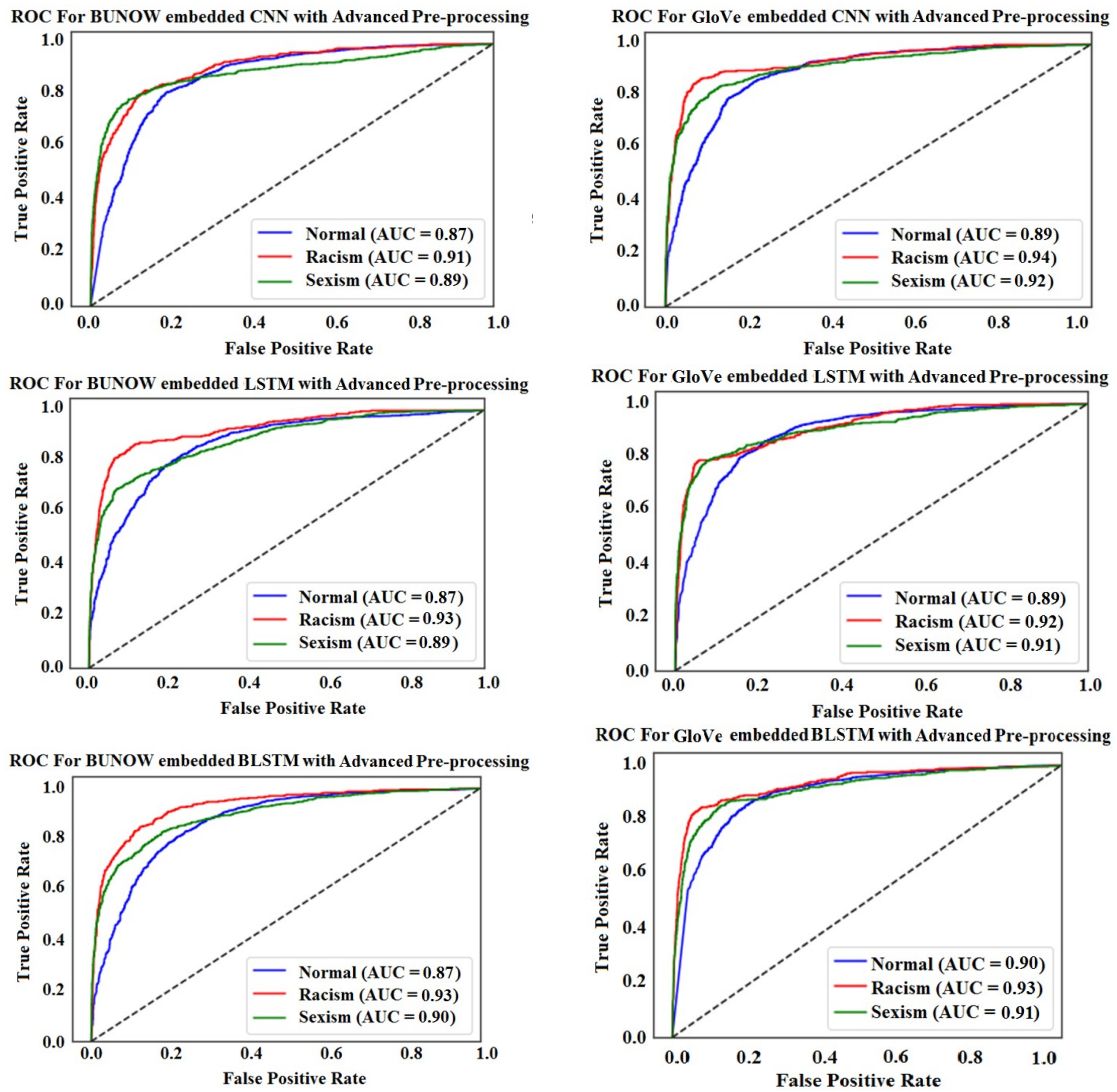 ROC For BUNOW embedded CNN with Advanced Pre-processing
True Positive Rate
1.0
0.8
0.6
0.4
0.2
0.0
Normal (AUC = 0.87)
Racism (AUC = 0.91)
Sexism (AUC = 0.89)
0.0 0.2 0.4 0.6 0.8 1.0
False Positive Rate
ROC For GloVe embedded CNN with Advanced Pre-processing
True Positive Rate
1.0
0.8
0.6
0.4
0.2
0.0
Normal (AUC = 0.89)
Racism (AUC = 0.94)
Sexism (AUC = 0.92)
0.0 0.2 0.4 0.6 0.8 1.0
False Positive Rate
ROC For BUNOW embedded LSTM with Advanced Pre-processing
True Positive Rate
1.0
0.8
0.6
0.4
0.2
0.0
Normal (AUC = 0.87)
Racism (AUC = 0.93)
Sexism (AUC = 0.89)
0.0 0.2 0.4 0.6 0.8 1.0
False Positive Rate
ROC For GloVe embedded LSTM with Advanced Pre-processing
True Positive Rate
1.0
0.8
0.6
0.4
0.2
0.0
Normal (AUC = 0.89)
Racism (AUC = 0.92)
Sexism (AUC = 0.91)
0.0 0.2 0.4 0.6 0.8 1.0
False Positive Rate
ROC For BUNOW embedded BLSTM with Advanced Pre-processing
True Positive Rate
1.0
0.8
0.6
0.4
0.2
0.0
Normal (AUC = 0.87)
Racism (AUC = 0.93)
Sexism (AUC = 0.90)
0.0 0.2 0.4 0.6 0.8 1.0
False Positive Rate
ROC For GloVe embedded BLSTM with Advanced Pre-processing
True Positive Rate
1.0
0.8
0.6
0.4
0.2
0.0
Normal (AUC = 0.90)
Racism (AUC = 0.93)
Sexism (AUC = 0.91)
0.0 0.2 0.4 0.6 0.8 1.0
False Positive Rate